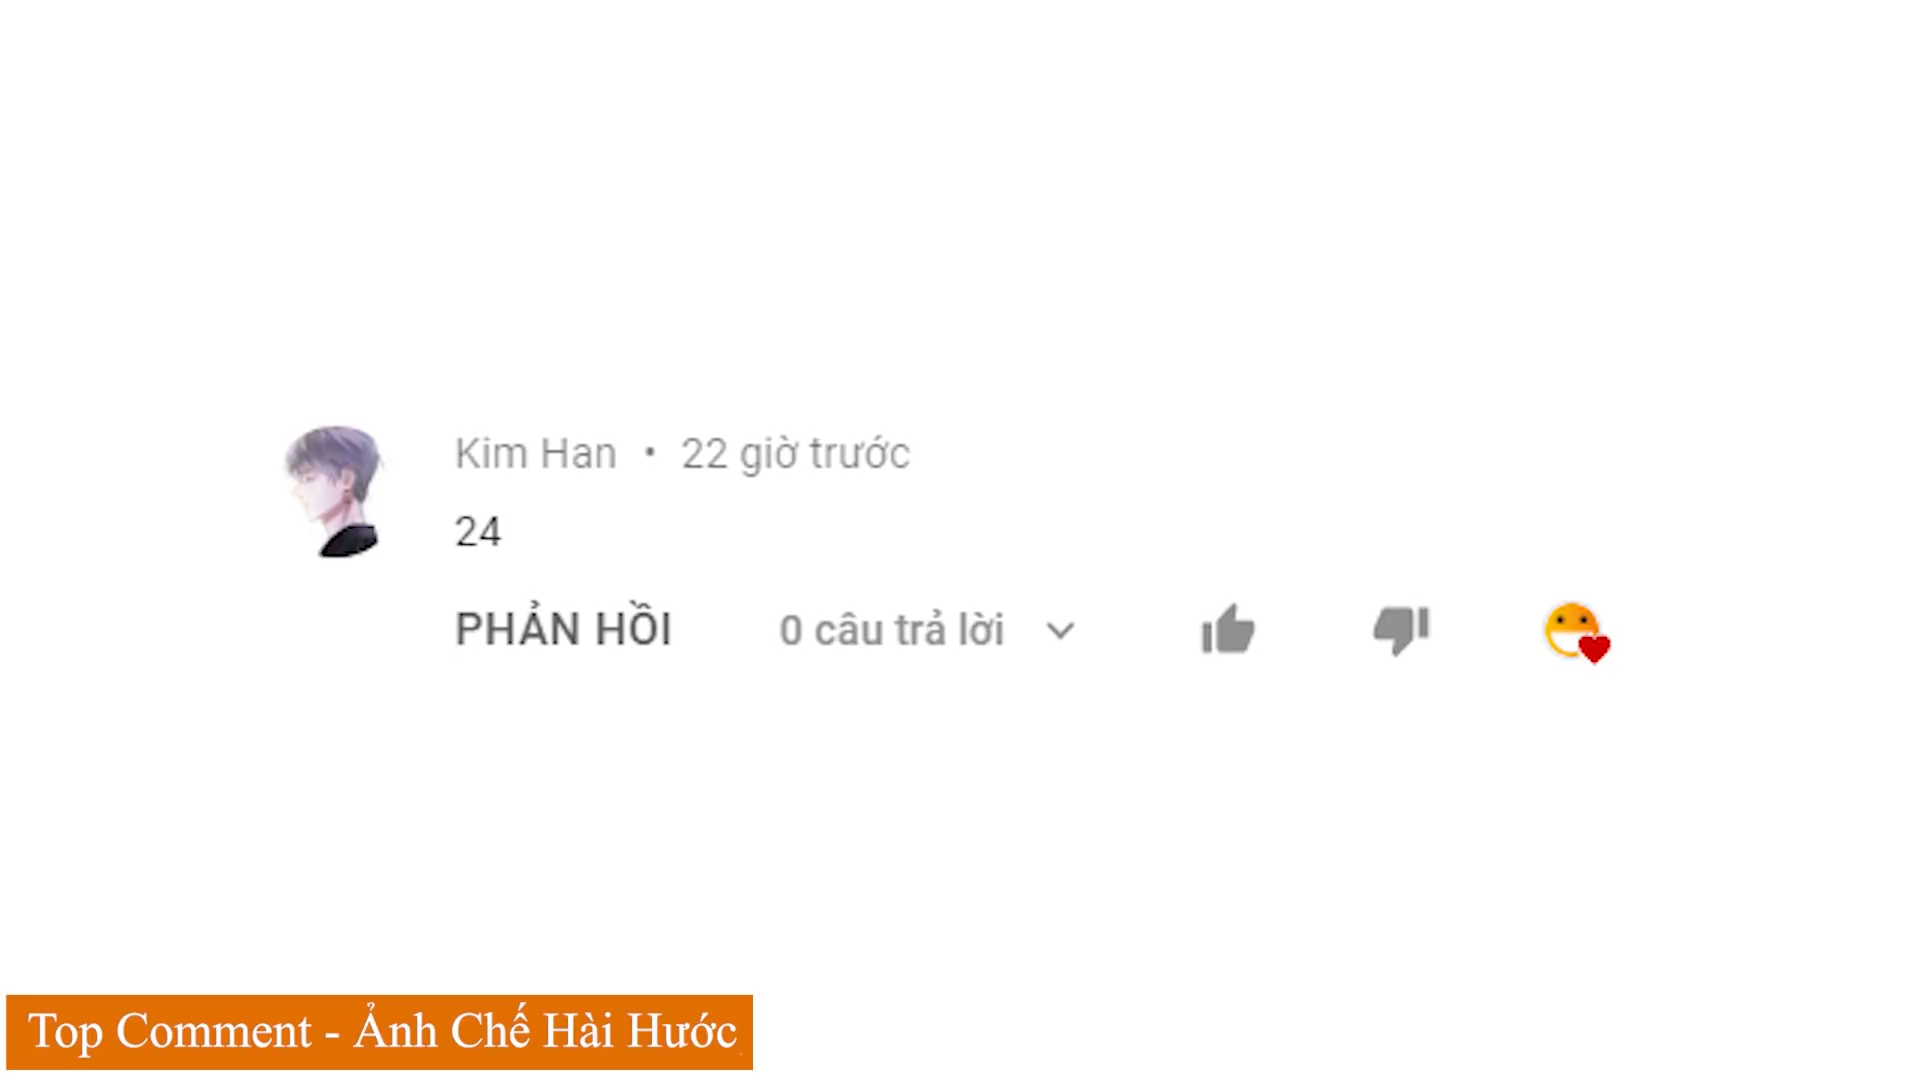 Kim Han • 22 giờ trước
24
PHẢN HỒI 0 câu trả lời
Top Comment - Ảnh Chế Hài Hước